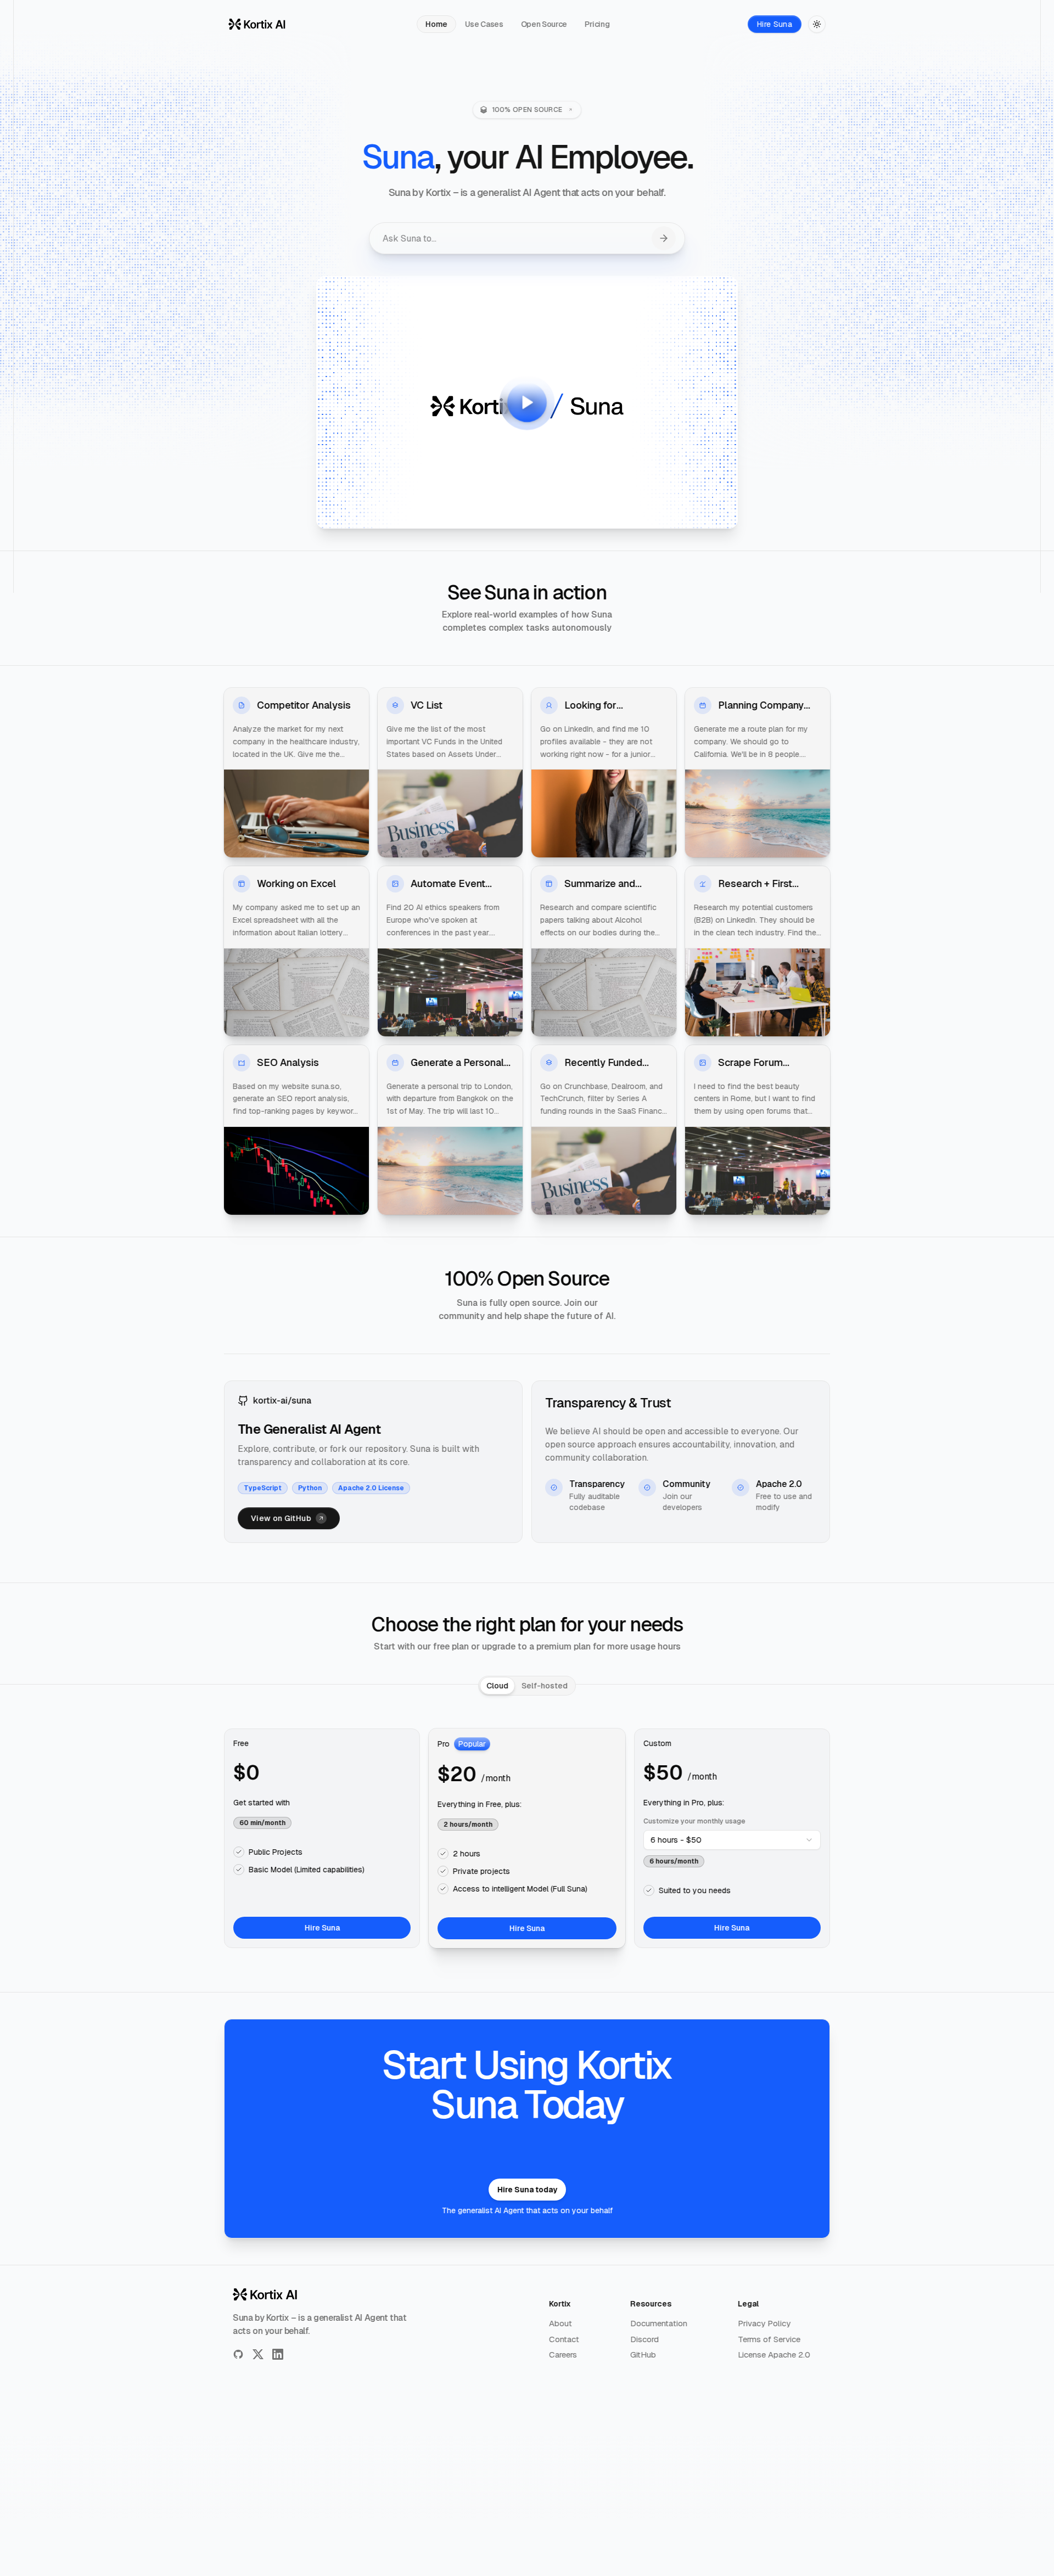 Kortix AI
Home
Use Cases
Open Source
Pricing
Hire Suna
100% OPEN SOURCE
Suna, your AI Employee.
Suna by Kortix – is a generalist AI Agent that acts on your behalf.
Ask Suna to...
Kortix / Suna
See Suna in action
Explore real-world examples of how Suna
completes complex tasks autonomously
Competitor Analysis
Analyze the market for my next
company in the healthcare industry,
located in the UK. Give me the...
VC List
Give me the list of the most
important VC Funds in the United
States based on Assets Under...
Looking for...
Go on LinkedIn, and find me 10
profiles available - they are not
working right now - for a junior...
Planning Company...
Generate me a route plan for my
company. We should go to
California. We'll be in 8 people....
Business
Working on Excel
My company asked me to set up an
Excel spreadsheet with all the
information about Italian lottery...
Automate Event...
Find 20 AI ethics speakers from
Europe who've spoken at
conferences in the past year....
Summarize and...
Research and compare scientific
papers talking about Alcohol
effects on our bodies during the...
Research + First...
Research my potential customers
(B2B) on LinkedIn. They should be
in the clean tech industry. Find the...
SEO Analysis
Based on my website suna.so,
generate an SEO report analysis,
find top-ranking pages by keywor...
Generate a Personal...
Generate a personal trip to London,
with departure from Bangkok on the
1st of May. The trip will last 10...
Recently Funded...
Go on Crunchbase, Dealroom, and
TechCrunch, filter by Series A
funding rounds in the SaaS Financ...
Scrape Forum...
I need to find the best beauty
centers in Rome, but I want to find
them by using open forums that...
Business
100% Open Source
Suna is fully open source. Join our
community and help shape the future of AI.
kortix-ai/suna
The Generalist AI Agent
Explore, contribute, or fork our repository. Suna is built with
transparency and collaboration at its core.
TypeScript
Python
Apache 2.0 License
View on GitHub
Transparency & Trust
We believe AI should be open and accessible to everyone. Our
open source approach ensures accountability, innovation, and
community collaboration.
Transparency
Fully auditable
codebase
Community
Join our
developers
Apache 2.0
Free to use and
modify
Choose the right plan for your needs
Start with our free plan or upgrade to a premium plan for more usage hours
Cloud
Self-hosted
Free
$0
Get started with
60 min/month
Public Projects
Basic Model (Limited capabilities)
Hire Suna
Pro
Popular
$20 /month
Everything in Free, plus:
2 hours/month
2 hours
Private projects
Access to intelligent Model (Full Suna)
Hire Suna
Custom
$50 /month
Everything in Pro, plus:
Customize your monthly usage
6 hours - $50
6 hours/month
Suited to you needs
Hire Suna
Start Using Kortix
Suna Today
Hire Suna today
The generalist AI Agent that acts on your behalf
Kortix AI
Suna by Kortix – is a generalist AI Agent that
acts on your behalf.
Kortix
About
Contact
Careers
Resources
Documentation
Discord
GitHub
Legal
Privacy Policy
Terms of Service
License Apache 2.0